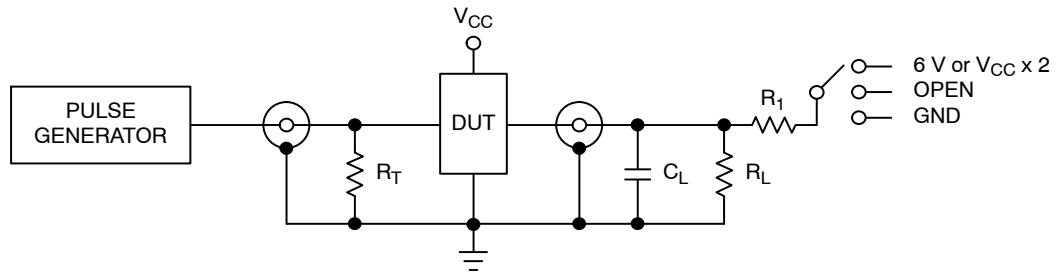 V_CC
PULSE
GENERATOR
R_T
DUT
C_L
R_L
R_1
6 V or V_CC x 2
OPEN
GND